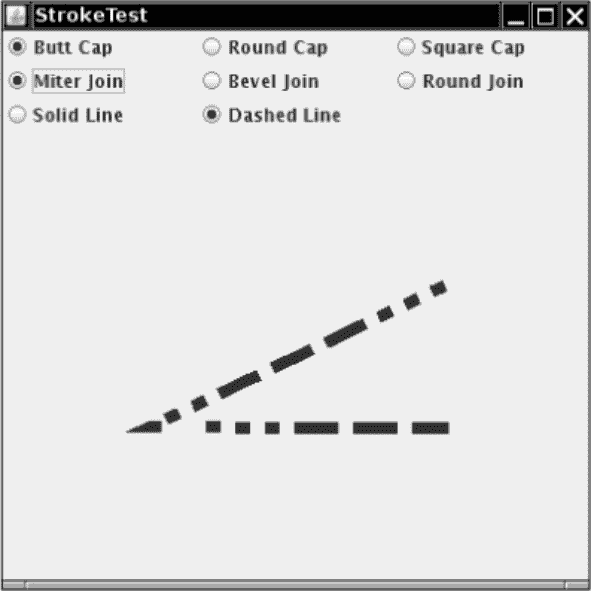 StrokeTest
Butt Cap Round Cap Square Cap
Miter Join Bevel Join Round Join
Solid Line Dashed Line